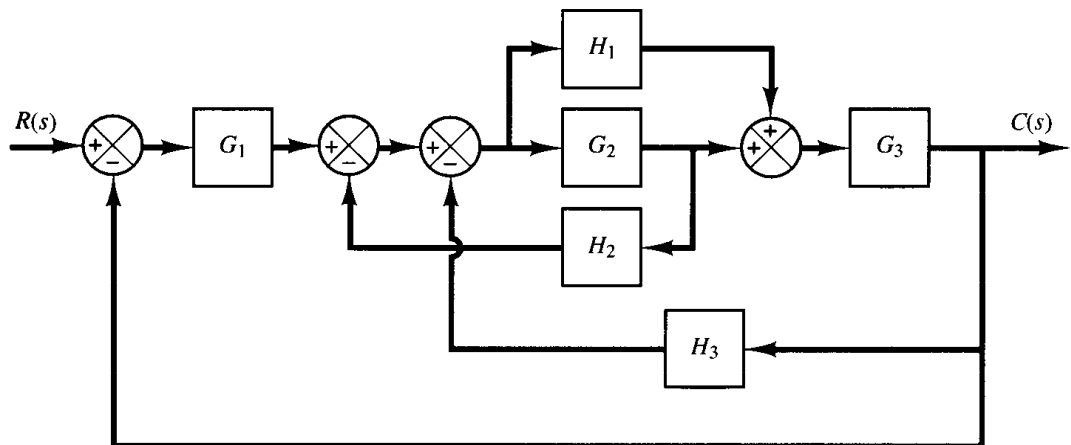 H1
R(s)
C(s)
G1
G2
G3
H2
H3
+
−
+
−
+
−
+
+